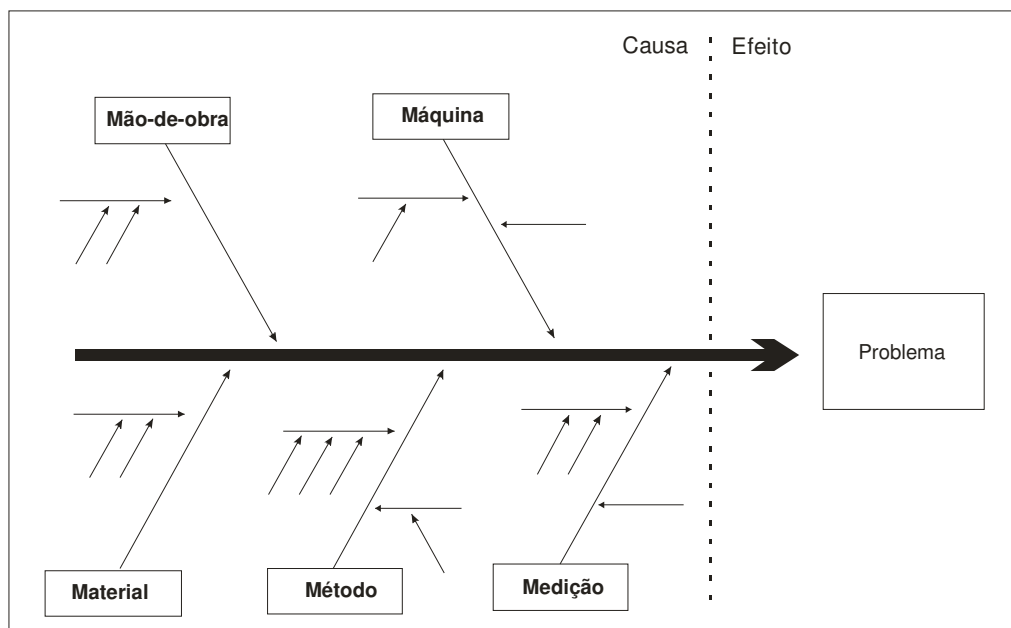 Causa
Efeito
Mão-de-obra
Máquina
Problema
Material
Método
Medição